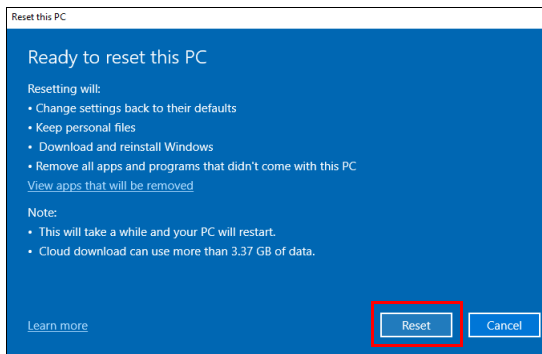 Reset this PC
Ready to reset this PC
Resetting will:
• Change settings back to their defaults
• Keep personal files
• Download and reinstall Windows
• Remove all apps and programs that didn't come with this PC
View apps that will be removed
Note:
• This will take a while and your PC will restart.
• Cloud download can use more than 3.37 GB of data.
Learn more
Reset
Cancel